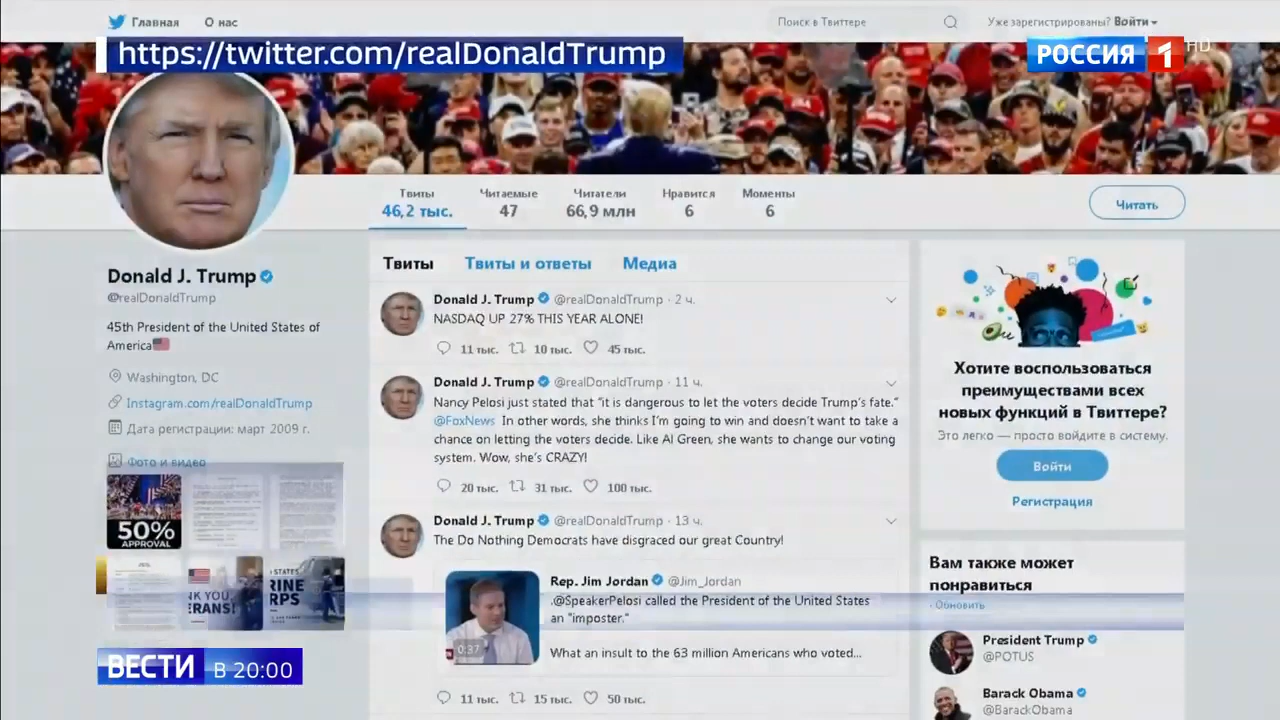 Главная О нас
Поиск в Твиттере
Уже зарегистрированы? Войти
https://twitter.com/realDonaldTrump
РОССИЯ 1 HD
Твиты Читаемые Читатели Нравится Моменты
46,2 тыс. 47 66,9 млн 6 6
Читать
Donald J. Trump
@realDonaldTrump
45th President of the United States of
America
Washington, DC
Instagram.com/realDonaldTrump
Дата регистрации: март 2009 г.
Фото и видео
50%
APPROVAL
NK YOU,
ERANS!
STATES
RINE
RPS
Твиты Твиты и ответы Медиа
Donald J. Trump @realDonaldTrump · 2 ч.
NASDAQ UP 27% THIS YEAR ALONE!
11 тыс. 10 тыс. 45 тыс.
Donald J. Trump @realDonaldTrump · 11 ч.
Nancy Pelosi just stated that “it is dangerous to let the voters decide Trump’s fate.”
@FoxNews In other words, she thinks I’m going to win and doesn’t want to take a
chance on letting the voters decide. Like Al Green, she wants to change our voting
system. Wow, she’s CRAZY!
20 тыс. 31 тыс. 100 тыс.
Donald J. Trump @realDonaldTrump · 13 ч.
The Do Nothing Democrats have disgraced our great Country!
Rep. Jim Jordan @Jim_Jordan
.@SpeakerPelosi called the President of the United States
an “imposter.”
What an insult to the 63 million Americans who voted...
0:37
11 тыс. 15 тыс. 50 тыс.
Хотите воспользоваться
преимуществами всех
новых функций в Твиттере?
Это легко — просто войдите в систему.
Войти
Регистрация
Вам также может
понравиться
· Обновить
President Trump
@POTUS
Barack Obama
@BarackObama
ВЕСТИ В 20:00